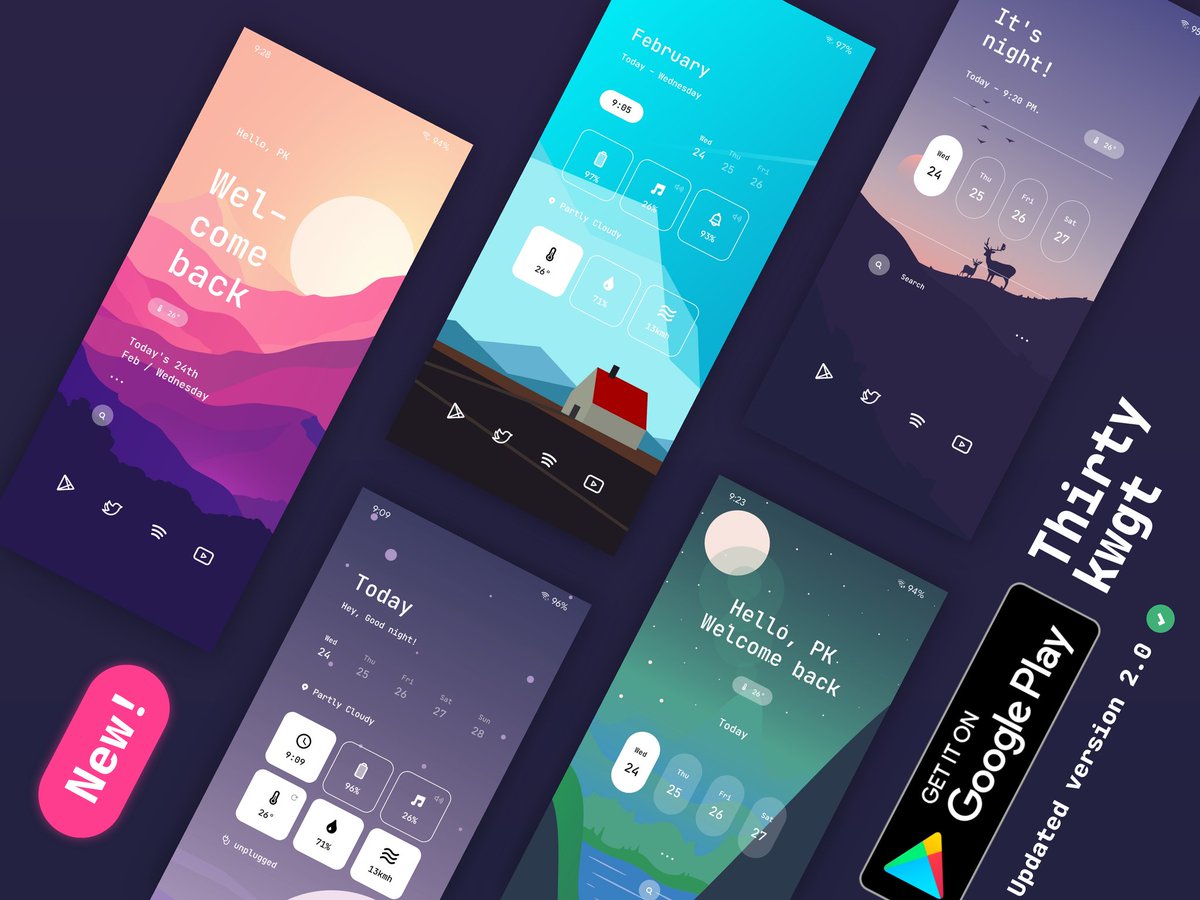 9:28
94%
Hello, PK
Wel-
come
back
26°
Today's 24th
Feb / Wednesday
97%
February
Today - Wednesday
9:05
Wed
24
Thu
25
Fri
26
97%
26%
93%
Partly Cloudy
26°
71%
13kmh
95
It's
night!
Today - 9:20 PM.
26°
Wed
24
Thu
25
Fri
26
Sat
27
Search
9:09
96%
Today
Hey, Good night!
Wed
24
Thu
25
Fri
26
Sat
27
Sun
28
Partly Cloudy
9:09
96%
26%
26°
71%
13kmh
unplugged
9:23
94%
Hello, PK.
Welcome back
26°
Today
Wed
24
Thu
25
Fri
26
Sat
27
New!
Thirty
kwgt
GET IT ON
Google Play
Updated version 2.0